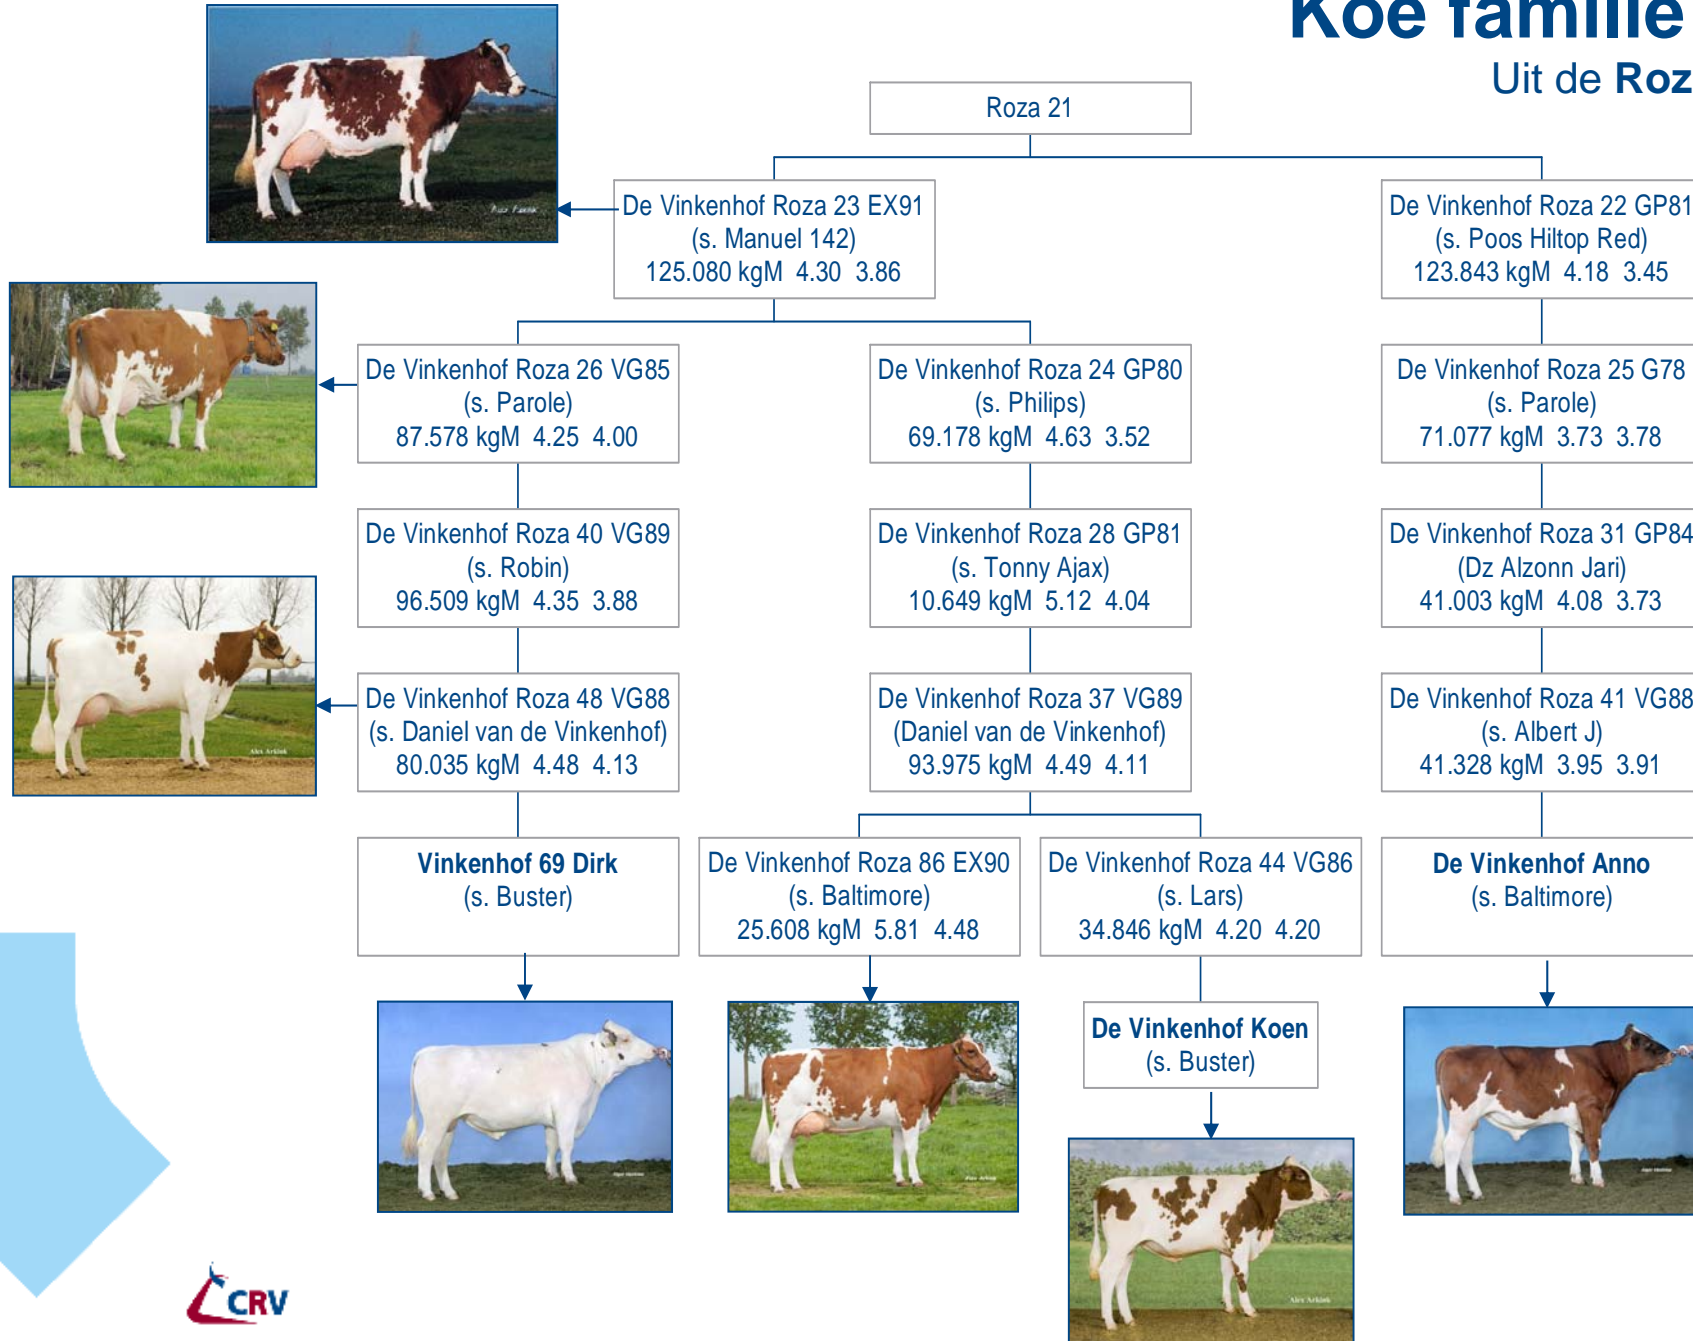 Koe familie
Uit de Roz
Roza 21
De Vinkenhof Roza 23 EX91
(s. Manuel 142)
125.080 kgM 4.30 3.86
De Vinkenhof Roza 22 GP81
(s. Poos Hiltop Red)
123.843 kgM 4.18 3.45
De Vinkenhof Roza 26 VG85
(s. Parole)
87.578 kgM 4.25 4.00
De Vinkenhof Roza 24 GP80
(s. Philips)
69.178 kgM 4.63 3.52
De Vinkenhof Roza 25 G78
(s. Parole)
71.077 kgM 3.73 3.78
De Vinkenhof Roza 40 VG89
(s. Robin)
96.509 kgM 4.35 3.88
De Vinkenhof Roza 28 GP81
(s. Tonny Ajax)
10.649 kgM 5.12 4.04
De Vinkenhof Roza 31 GP84
(Dz Alzonn Jari)
41.003 kgM 4.08 3.73
De Vinkenhof Roza 48 VG88
(s. Daniel van de Vinkenhof)
80.035 kgM 4.48 4.13
De Vinkenhof Roza 37 VG89
(Daniel van de Vinkenhof)
93.975 kgM 4.49 4.11
De Vinkenhof Roza 41 VG88
(s. Albert J)
41.328 kgM 3.95 3.91
Alex Arkink
Vinkenhof 69 Dirk
(s. Buster)
De Vinkenhof Roza 86 EX90
(s. Baltimore)
25.608 kgM 5.81 4.48
De Vinkenhof Roza 44 VG86
(s. Lars)
34.846 kgM 4.20 4.20
De Vinkenhof Anno
(s. Baltimore)
De Vinkenhof Koen
(s. Buster)
Alex Arkink
Alex Arkink
CRV